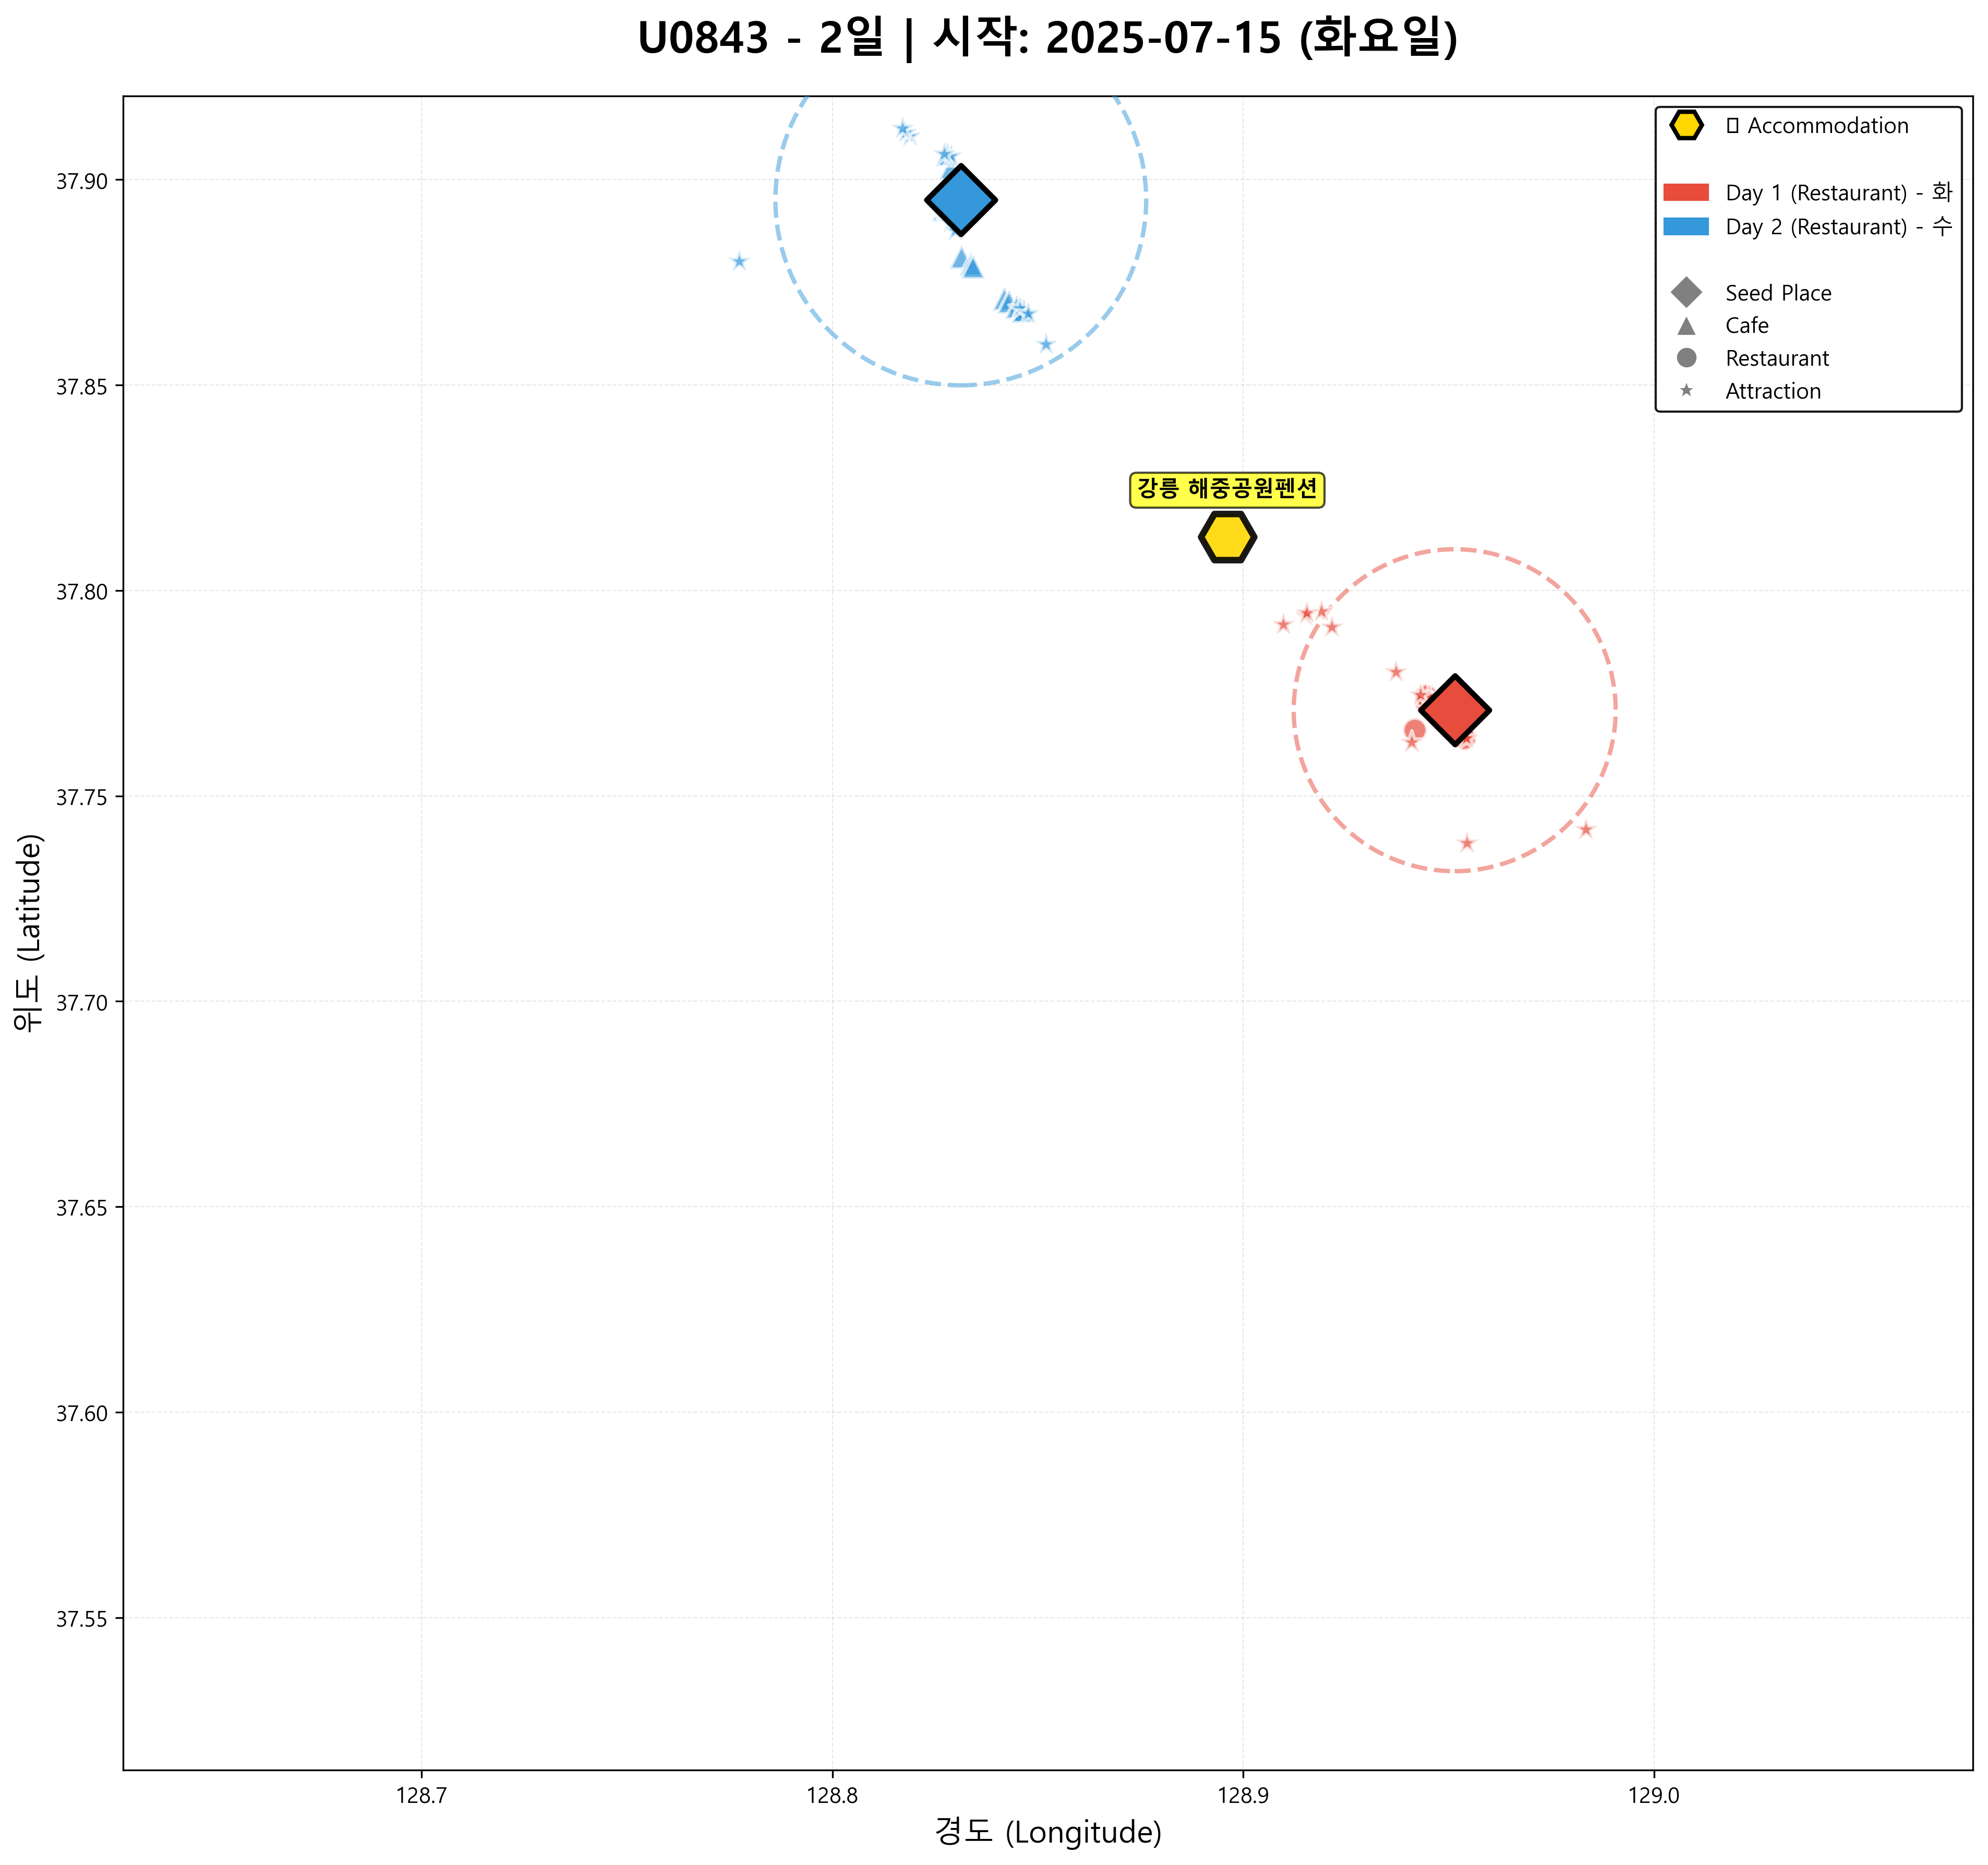 U0843 - 2일 | 시작: 2025-07-15 (화요일)
Accommodation
Day 1 (Restaurant) - 화
Day 2 (Restaurant) - 수
Seed Place
Cafe
Restaurant
Attraction
강릉 해중공원펜션
위도 (Latitude)
37.90
37.85
37.80
37.75
37.70
37.65
37.60
37.55
128.7
128.8
128.9
129.0
경도 (Longitude)